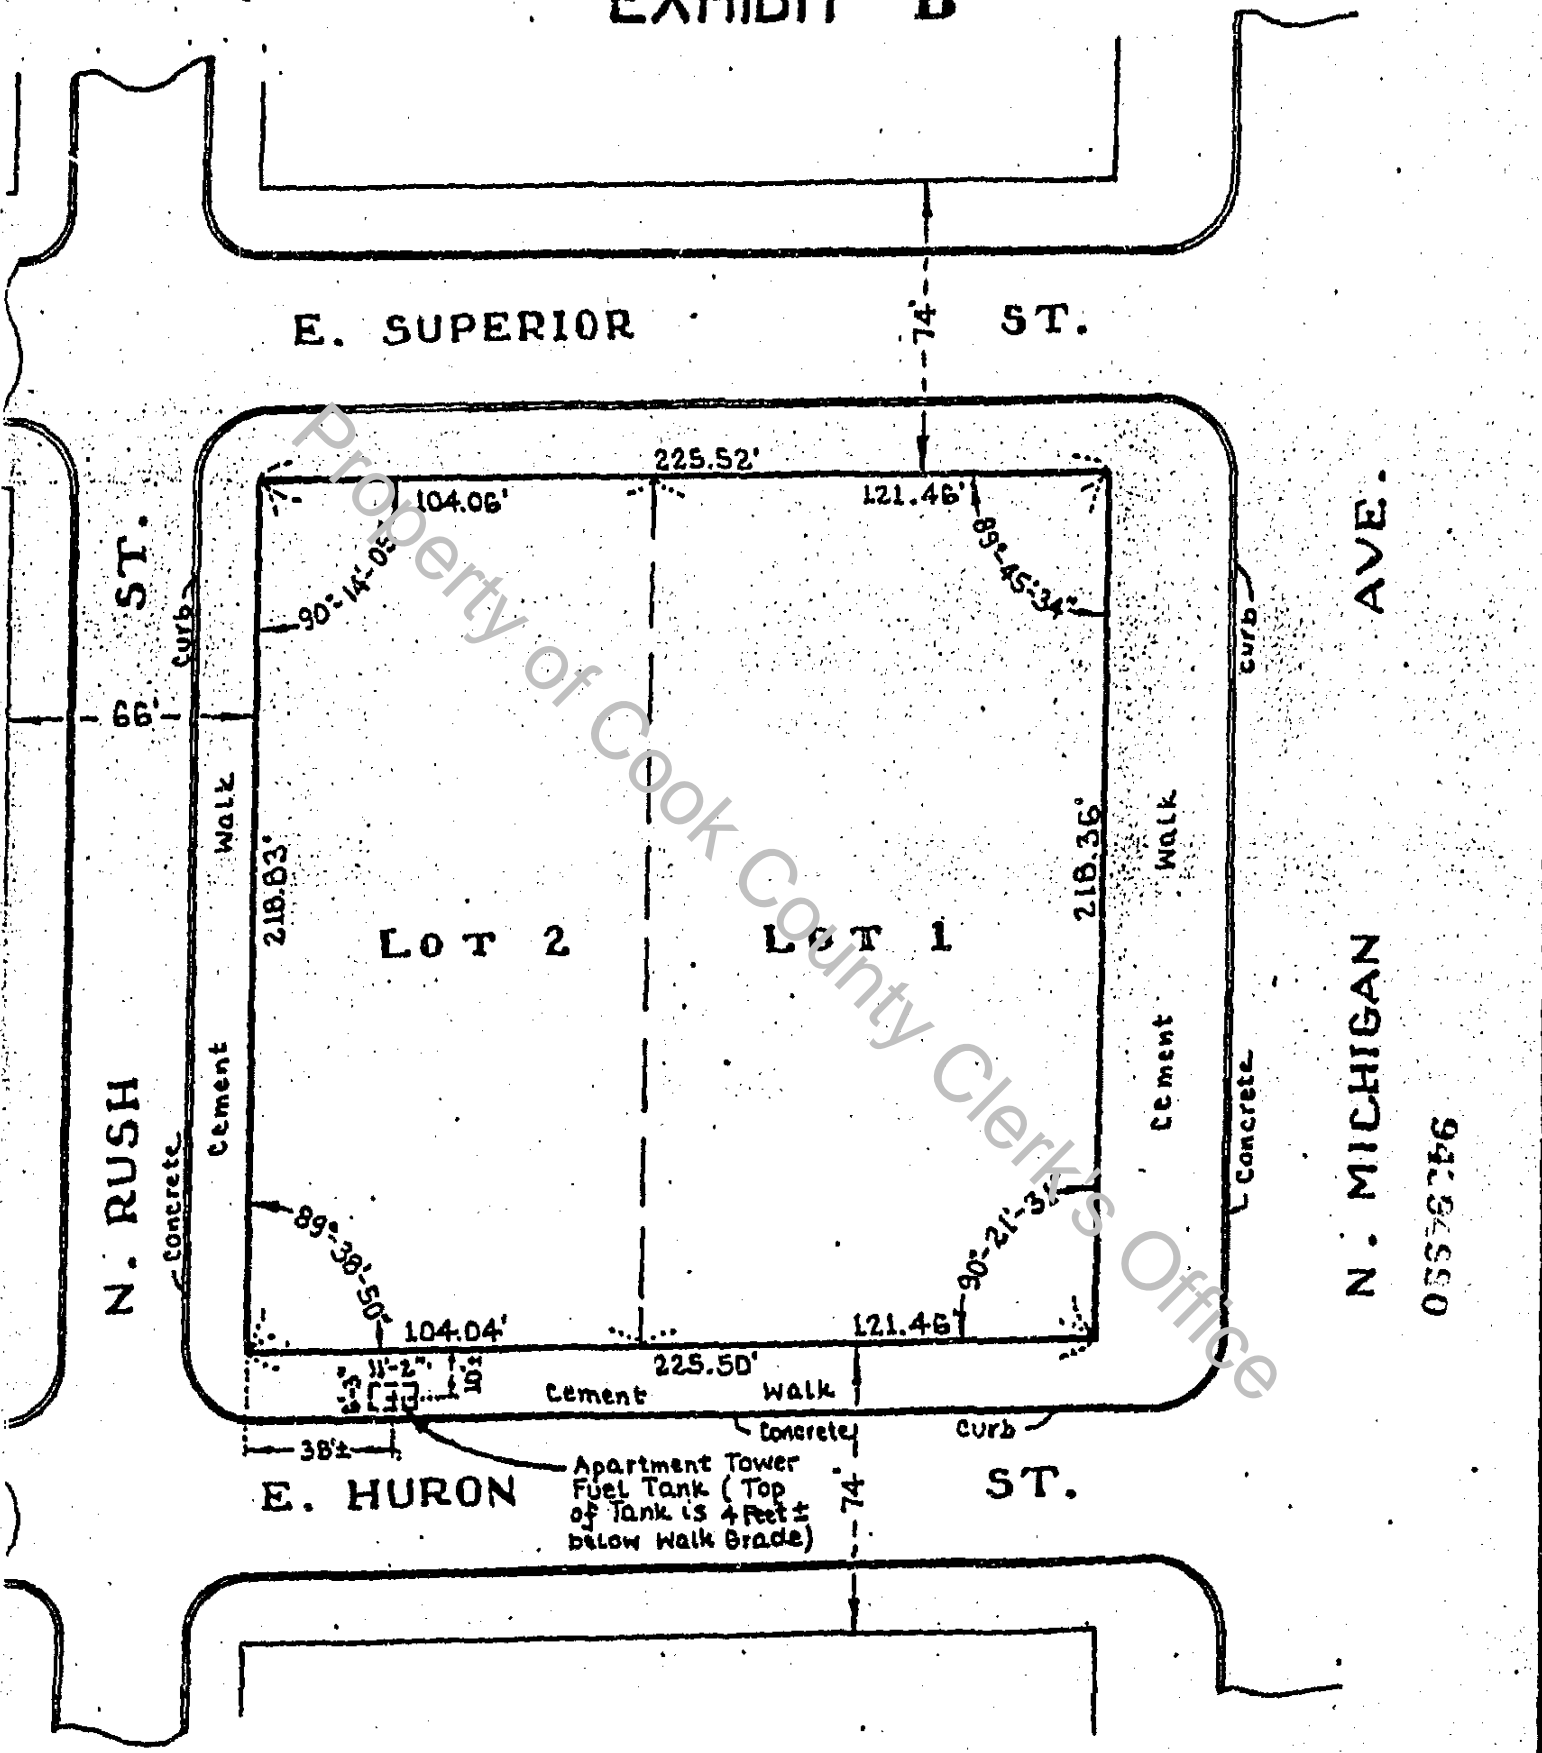 EXHIBIT B
E. SUPERIOR ST.
74'
225.52'
104.06'
121.46'
90°-14'-05"
89°-45'-34"
N. RUSH ST.
Curb
66'
Walk
218.83'
Cement
Concrete
LOT 2
LOT 1
218.36'
Walk
Cement
Curb
Concrete
N. MICHIGAN AVE.
89°-38'-50"
90°-21'-3
104.04'
121.46'
225.50'
11'-2"
6'-3"
10'±
38'±
Cement Walk
Concrete Curb
E. HURON ST.
74'
Apartment Tower
Fuel Tank (Top
of Tank is 4 Feet ±
below Walk Grade)
Property of Cook County Clerk's Office